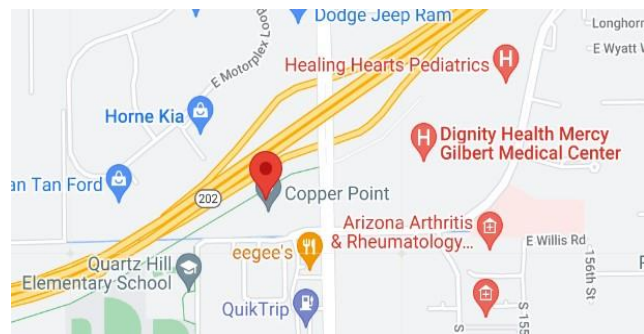 Dodge Jeep Ram
Longhorn
E Motorplex Loop
E Wyatt W
Healing Hearts Pediatrics
Horne Kia
Dignity Health Mercy
Gilbert Medical Center
an Tan Ford
202
Copper Point
Arizona Arthritis
& Rheumatology...
eegee's
E Willis Rd
Quartz Hill
Elementary School
156th St
QuikTrip
S 155
S